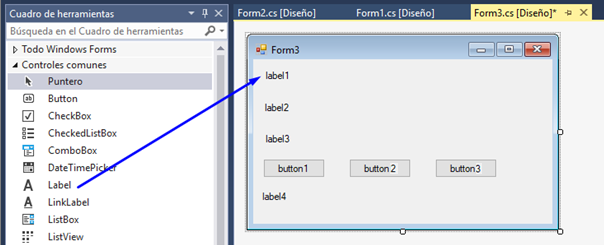 Cuadro de herramientas
Búsqueda en el Cuadro de herramientas
Todo Windows Forms
Controles comunes
Puntero
Button
CheckBox
CheckedListBox
ComboBox
DateTimePicker
Label
LinkLabel
ListBox
ListView
Form2.cs [Diseño]
Form1.cs [Diseño]
Form3.cs [Diseño]*
Form3
label1
label2
label3
button1
button2
button3
label4